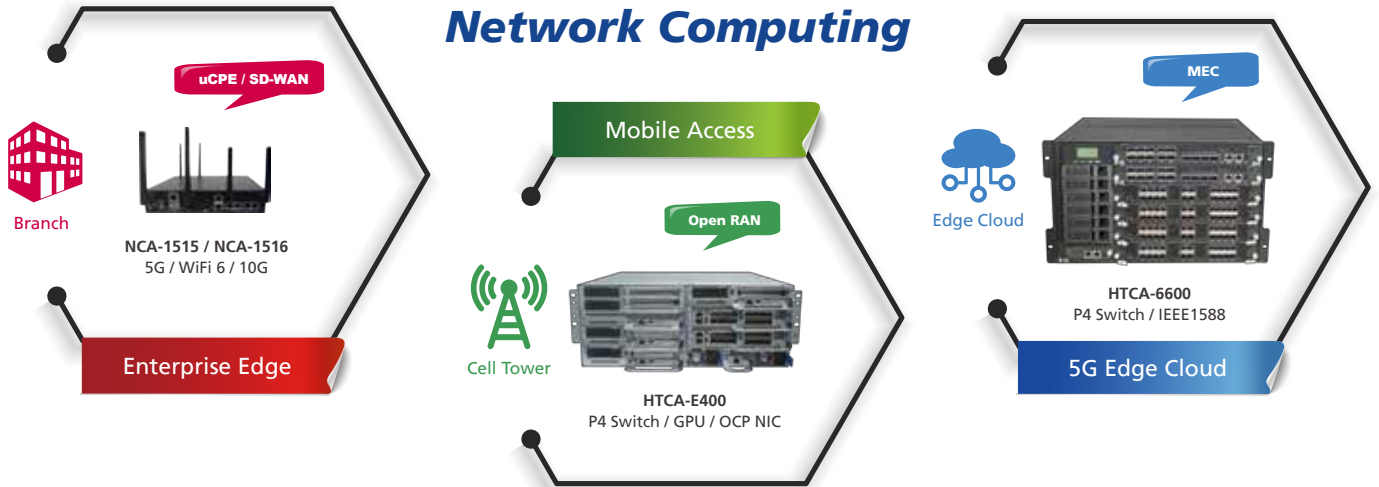 Network Computing
uCPE / SD-WAN
Branch
NCA-1515 / NCA-1516
5G / WiFi 6 / 10G
Enterprise Edge
Mobile Access
Open RAN
Cell Tower
HTCA-E400
P4 Switch / GPU / OCP NIC
MEC
Edge Cloud
HTCA-6600
P4 Switch / IEEE1588
5G Edge Cloud